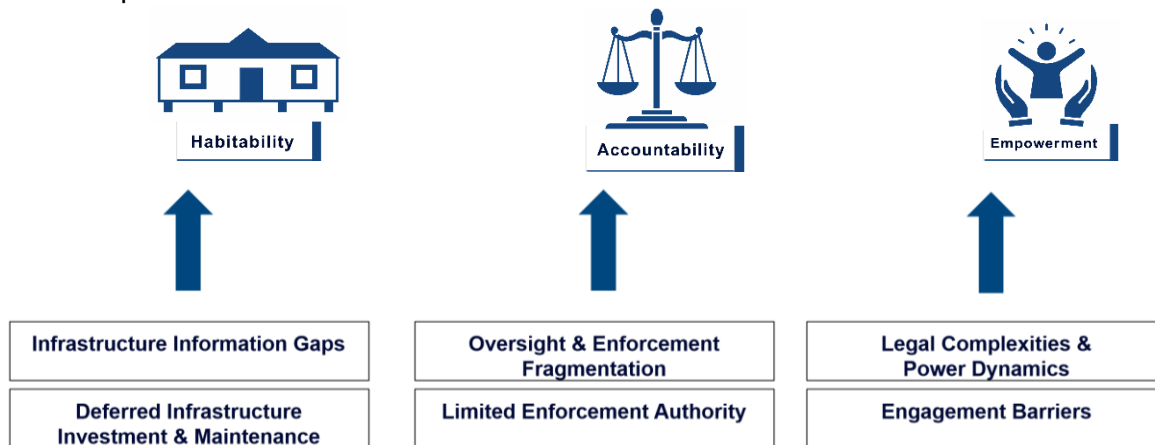 Habitability
Accountability
Empowerment
Infrastructure Information Gaps
Oversight & Enforcement
Fragmentation
Legal Complexities &
Power Dynamics
Deferred Infrastructure
Investment & Maintenance
Limited Enforcement Authority
Engagement Barriers